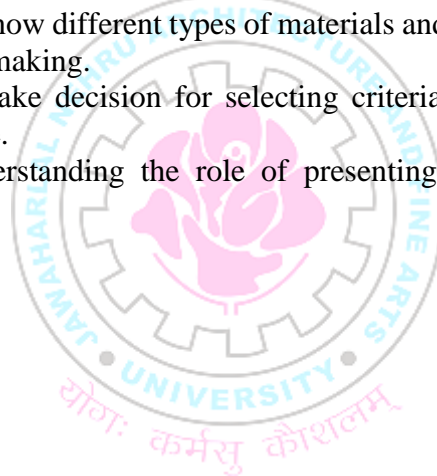 now different types of materials and
making.
ake decision for selecting criteria
.
erstanding the role of presenting
JAWAHARLAL NEHRU ARCHITECTURE AND FINE ARTS
UNIVERSITY
योगः कर्मसु कौशलम्